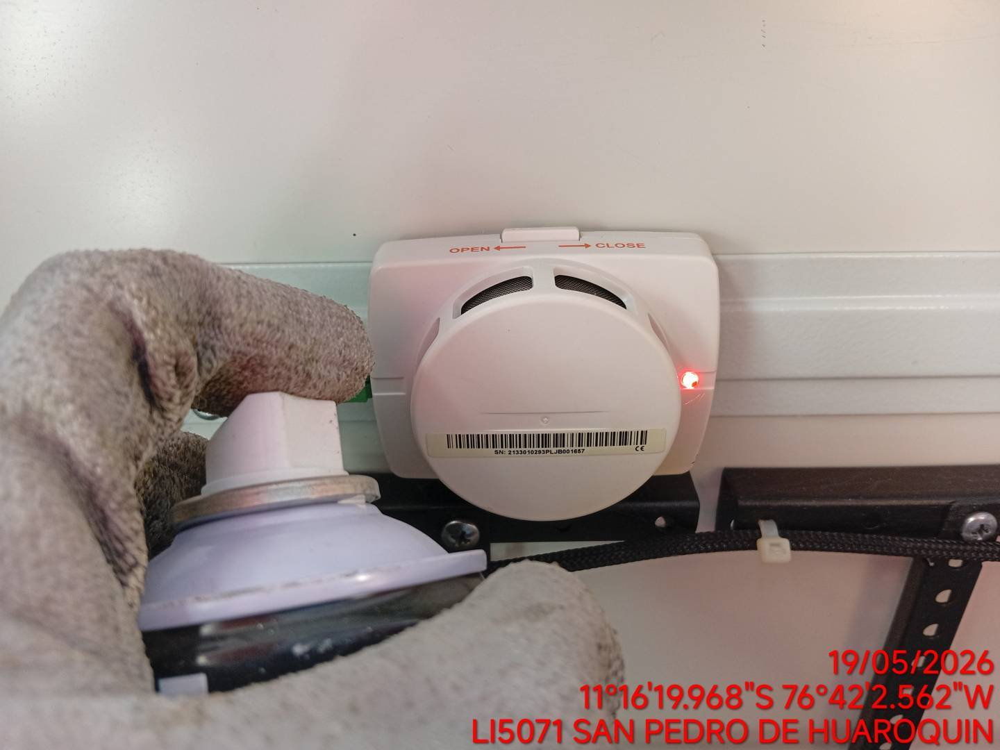 OPEN ← → CLOSE
SN: 2133010293PLJB001657 CE
19/05/2026
11°16'19.968"S 76°42'2.562"W
LI5071 SAN PEDRO DE HUAROQUIN